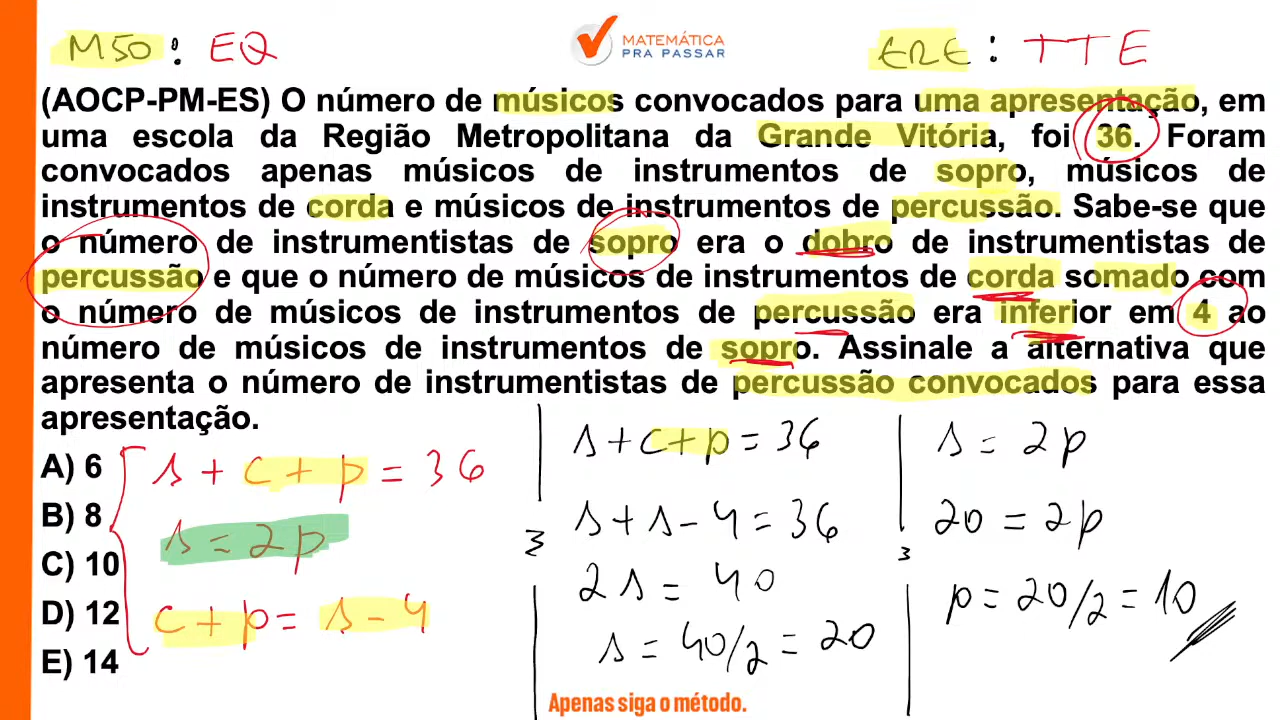 M50 : EQ
MATEMÁTICA
PRA PASSAR
ERE : TTE
(AOCP-PM-ES) O número de músicos convocados para uma apresentação, em
uma escola da Região Metropolitana da Grande Vitória, foi 36. Foram
convocados apenas músicos de instrumentos de sopro, músicos de
instrumentos de corda e músicos de instrumentos de percussão. Sabe-se que
o número de instrumentistas de sopro era o dobro de instrumentistas de
percussão e que o número de músicos de instrumentos de corda somado com
o número de músicos de instrumentos de percussão era inferior em 4 ao
número de músicos de instrumentos de sopro. Assinale a alternativa que
apresenta o número de instrumentistas de percussão convocados para essa
apresentação.
A) 6
B) 8
C) 10
D) 12
E) 14
s + c + p = 36
s = 2p
c + p = s - 4
s + c + p = 36
s + s - 4 = 36
2s = 40
s = 40/2 = 20
s = 2p
20 = 2p
p = 20/2 = 10
Apenas siga o método.